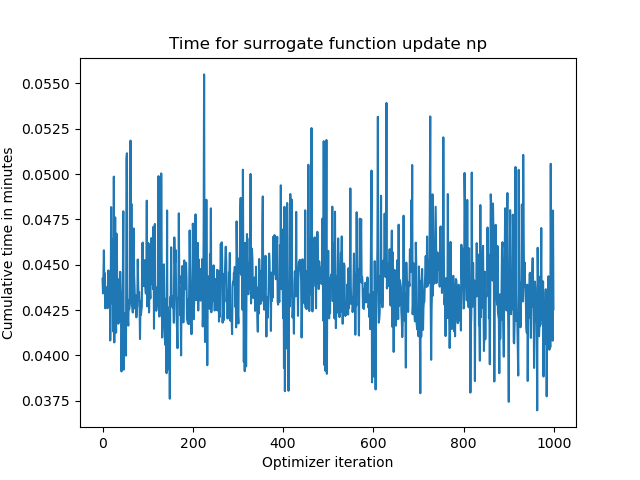 Time for surrogate function update np
Cumulative time in minutes
0.0550
0.0525
0.0500
0.0475
0.0450
0.0425
0.0400
0.0375
0 200 400 600 800 1000
Optimizer iteration